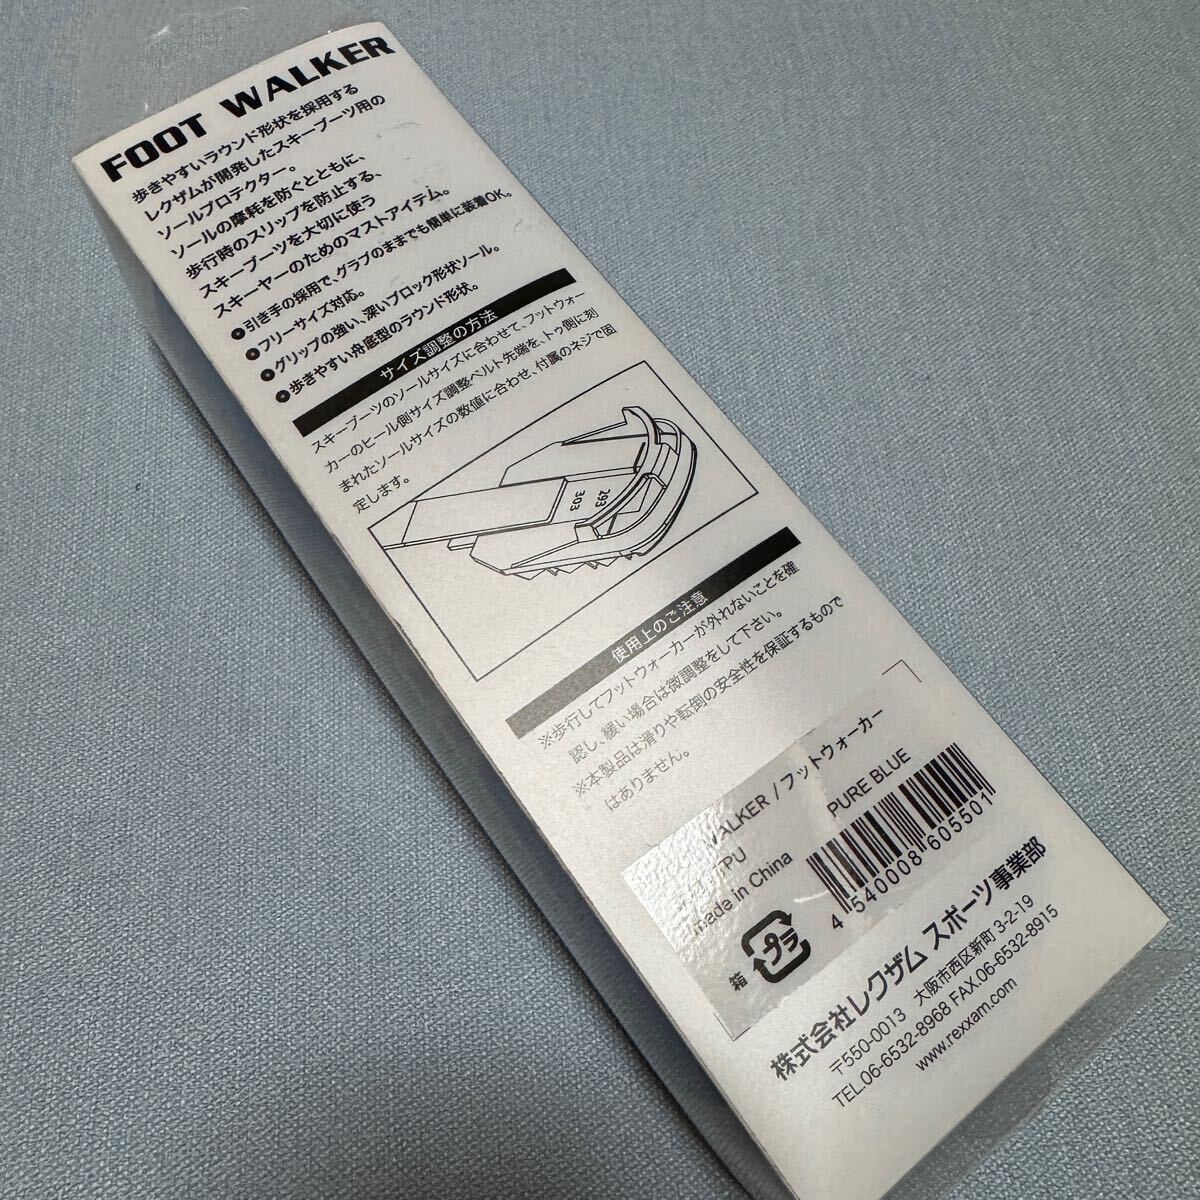 FOOT WALKER
歩きやすいラウンド形状を採用する
レクザムが開発したスキーブーツ用の
ソールプロテクター。
ソールの摩耗を防ぐとともに、
歩行時のスリップを防止する、
スキーブーツを大切に使う
スキーヤーのためのマストアイテム。
●引き手の採用で、グラブのままでも簡単に装着OK。
●フリーサイズ対応。
●グリップの強い、深いブロック形状ソール。
●歩きやすい舟底型のラウンド形状。
サイズ調整の方法
スキーブーツのソールサイズに合わせて、フットウォー
カーのヒール側サイズ調整ベルト先端を、トゥ側に刻
まれたソールサイズの数値に合わせ、付属のネジで固
定します。
303
293
使用上のご注意
※歩行してフットウォーカーが外れないことを確
認し、緩い場合は微調整をして下さい。
※本製品は滑りや転倒の安全性を保証するもので
はありません。
WALKER / フットウォーカー
PURE BLUE
TPU
made in China
4 540008 605501
箱
プラ
株式会社レクザム スポーツ事業部
〒550-0013 大阪市西区新町 3-2-19
TEL.06-6532-8968 FAX.06-6532-8915
www.rexxam.com